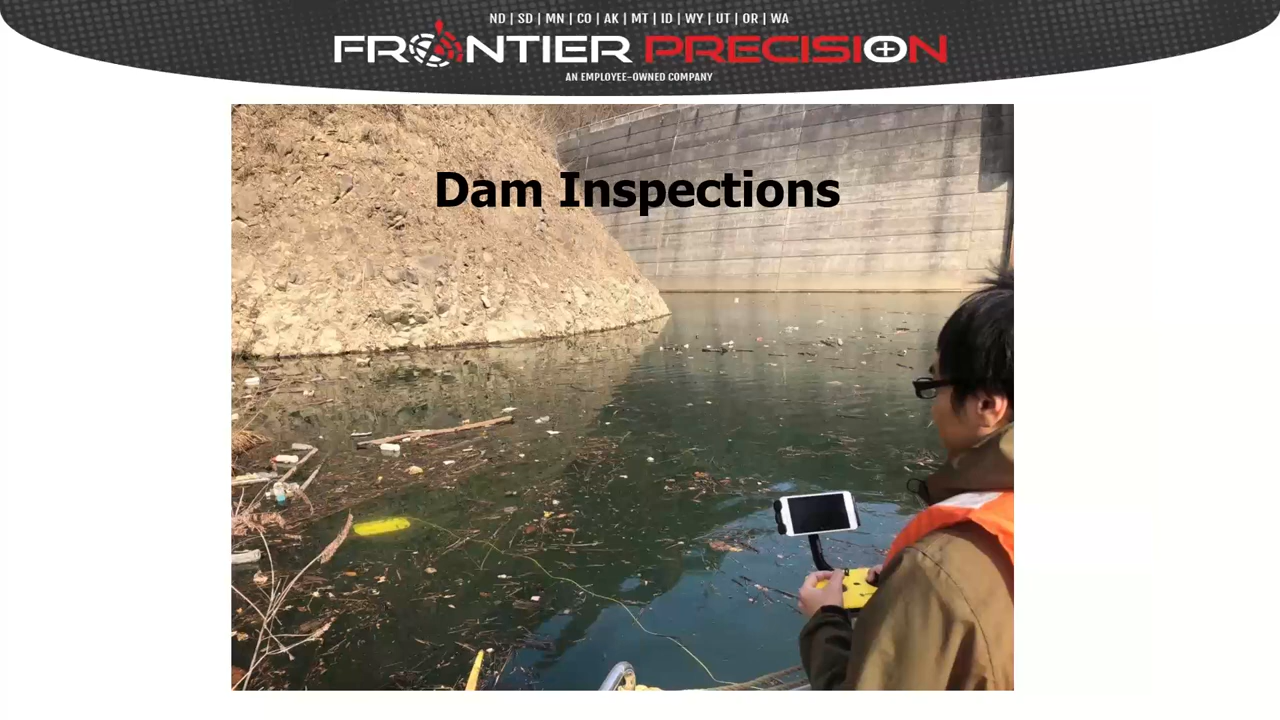 ND | SD | MN | CO | AK | MT | ID | WY | UT | OR | WA
FRONTIER PRECISION
AN EMPLOYEE-OWNED COMPANY
Dam Inspections